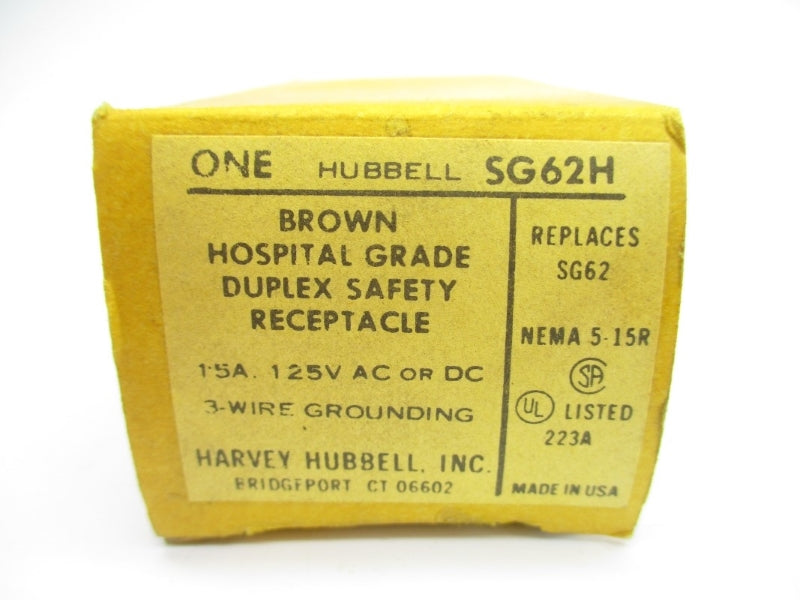 ONE HUBBELL SG62H
BROWN
HOSPITAL GRADE
DUPLEX SAFETY
RECEPTACLE
15A. 125V AC OR DC
3-WIRE GROUNDING
HARVEY HUBBELL, INC.
BRIDGEPORT CT 06602
REPLACES
SG62
NEMA 5-15R
SA
UL LISTED
223A
MADE IN USA